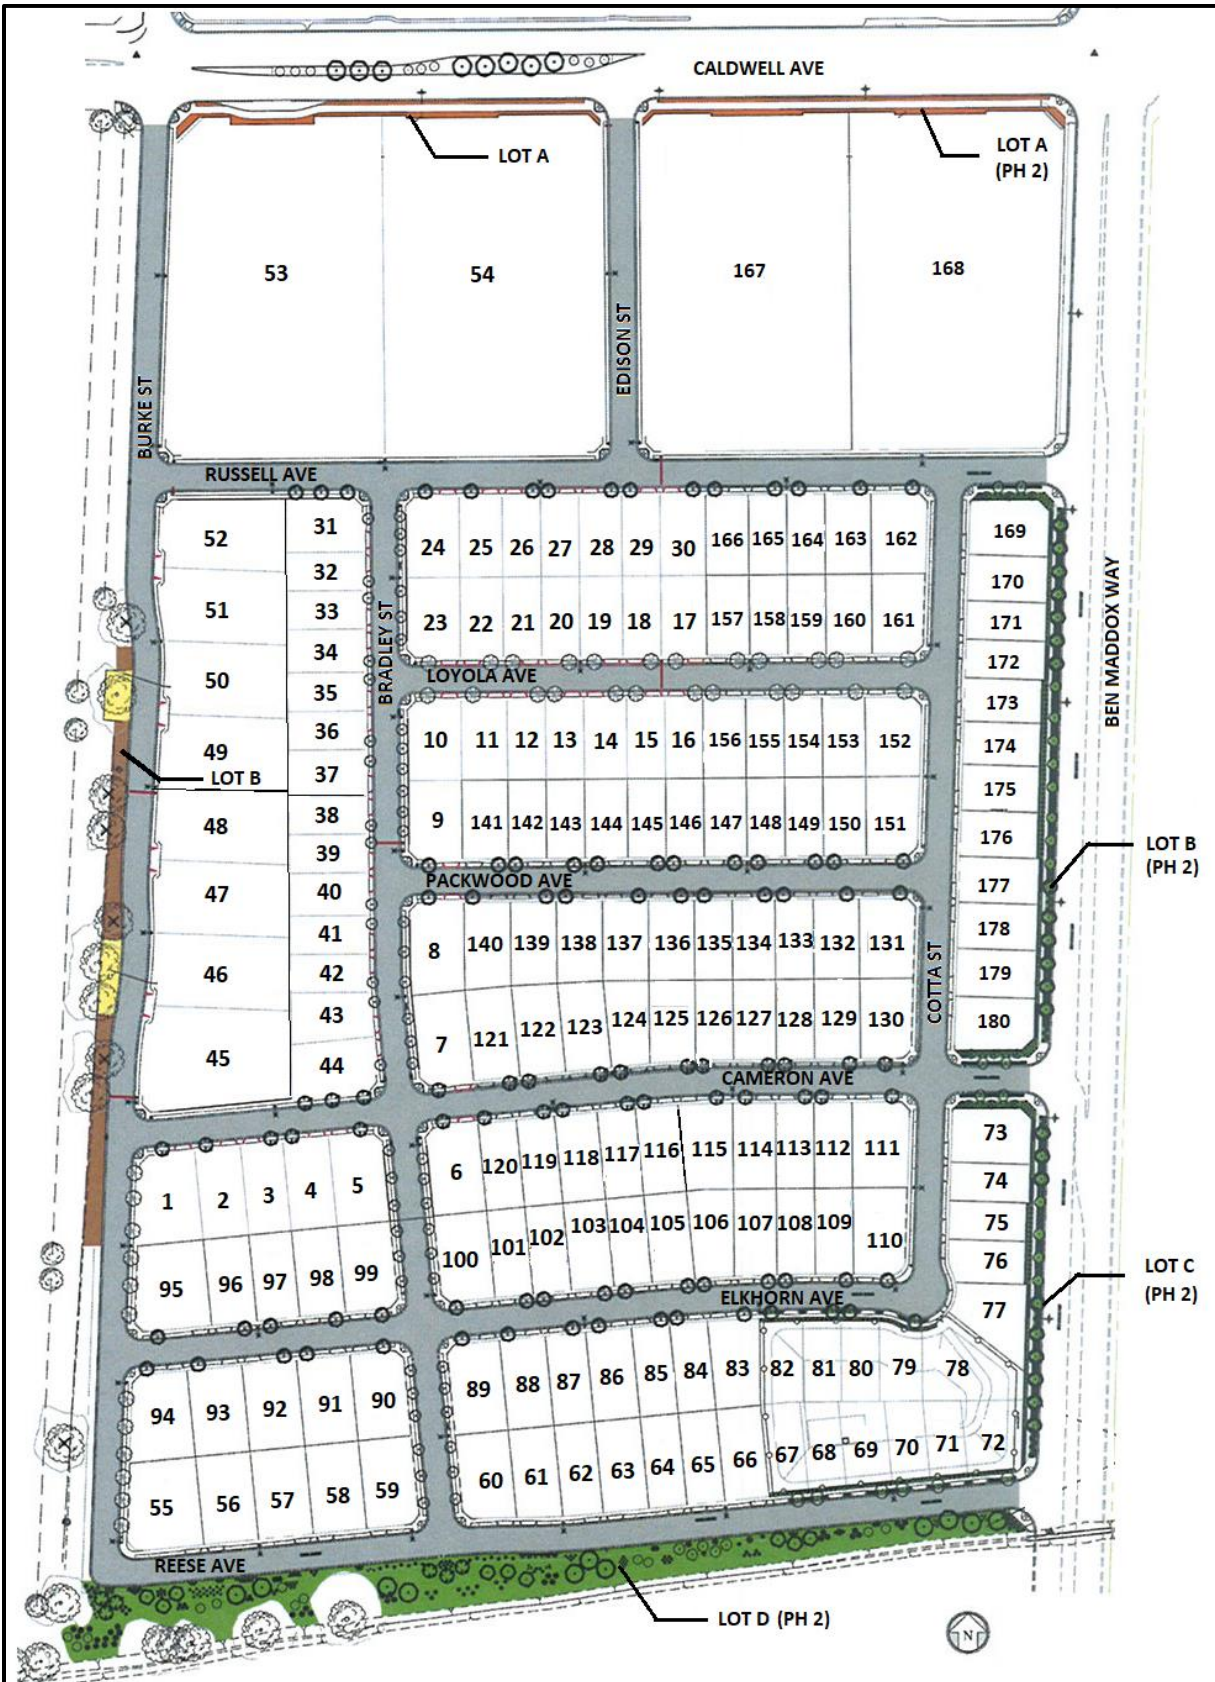 CALDWELL AVE
LOT A
LOT A
(PH 2)
53
54
167
168
BURKE ST
EDISON ST
RUSSELL AVE
52
31
32
51
33
34
50
35
36
49
37
LOT B
48
38
39
47
40
41
46
42
43
45
44
BRADLEY ST
24 25 26 27 28 29 30 166 165 164 163 162
23 22 21 20 19 18 17 157 158 159 160 161
LOYOLA AVE
10 11 12 13 14 15 16 156 155 154 153 152
9 141 142 143 144 145 146 147 148 149 150 151
PACKWOOD AVE
8 140 139 138 137 136 135 134 133 132 131
7 121 122 123 124 125 126 127 128 129 130
CAMERON AVE
COTTA ST
169
170
171
172
173
174
175
176
177
178
179
180
BEN MADDOX WAY
LOT B
(PH 2)
1 2 3 4 5
95 96 97 98 99
6 120 119 118 117 116 115 114 113 112 111
100 101 102 103 104 105 106 107 108 109 110
ELKHORN AVE
73
74
75
76
77
LOT C
(PH 2)
94 93 92 91 90
55 56 57 58 59
89 88 87 86 85 84 83 82 81 80 79 78
60 61 62 63 64 65 66 67 68 69 70 71 72
REESE AVE
LOT D (PH 2)
N